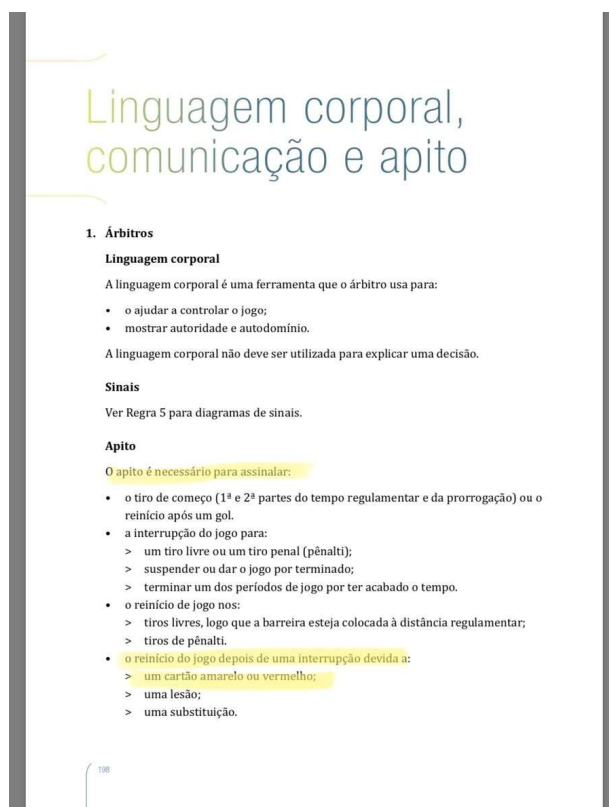 Linguagem corporal,
comunicação e apito
1. Árbitros
Linguagem corporal
A linguagem corporal é uma ferramenta que o árbitro usa para:
• o ajudar a controlar o jogo;
• mostrar autoridade e autodomínio.
A linguagem corporal não deve ser utilizada para explicar uma decisão.
Sinais
Ver Regra 5 para diagramas de sinais.
Apito
O apito é necessário para assinalar:
• o tiro de começo (1ª e 2ª partes do tempo regulamentar e da prorrogação) ou o
reinício após um gol.
• a interrupção do jogo para:
> um tiro livre ou um tiro penal (pênalti);
> suspender ou dar o jogo por terminado;
> terminar um dos períodos de jogo por ter acabado o tempo.
• o reinício de jogo nos:
> tiros livres, logo que a barreira esteja colocada à distância regulamentar;
> tiros de pênalti.
• o reinício do jogo depois de uma interrupção devida a:
> um cartão amarelo ou vermelho;
> uma lesão;
> uma substituição.
198